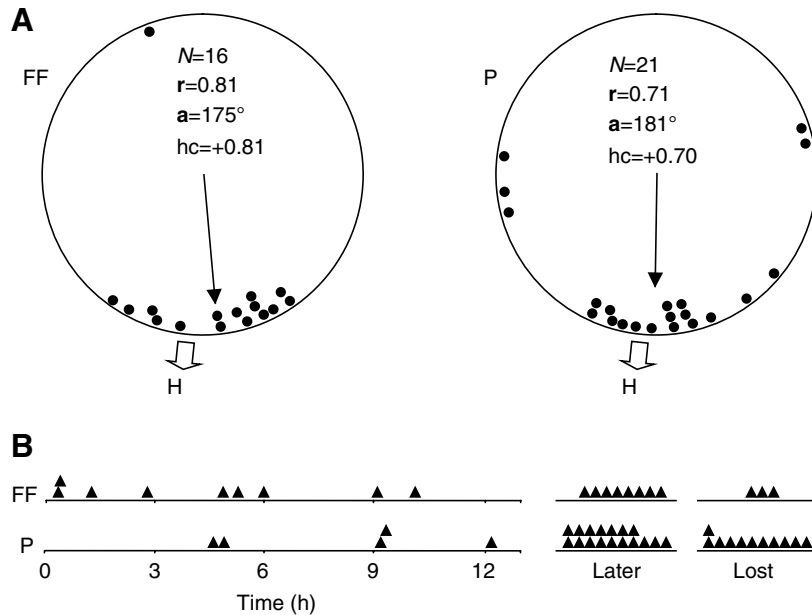 A
FF
N=16
r=0.81
a=175°
hc=+0.81
H
P
N=21
r=0.71
a=181°
hc=+0.70
H
B
FF
P
0 3 6 9 12 Later Lost
Time (h)